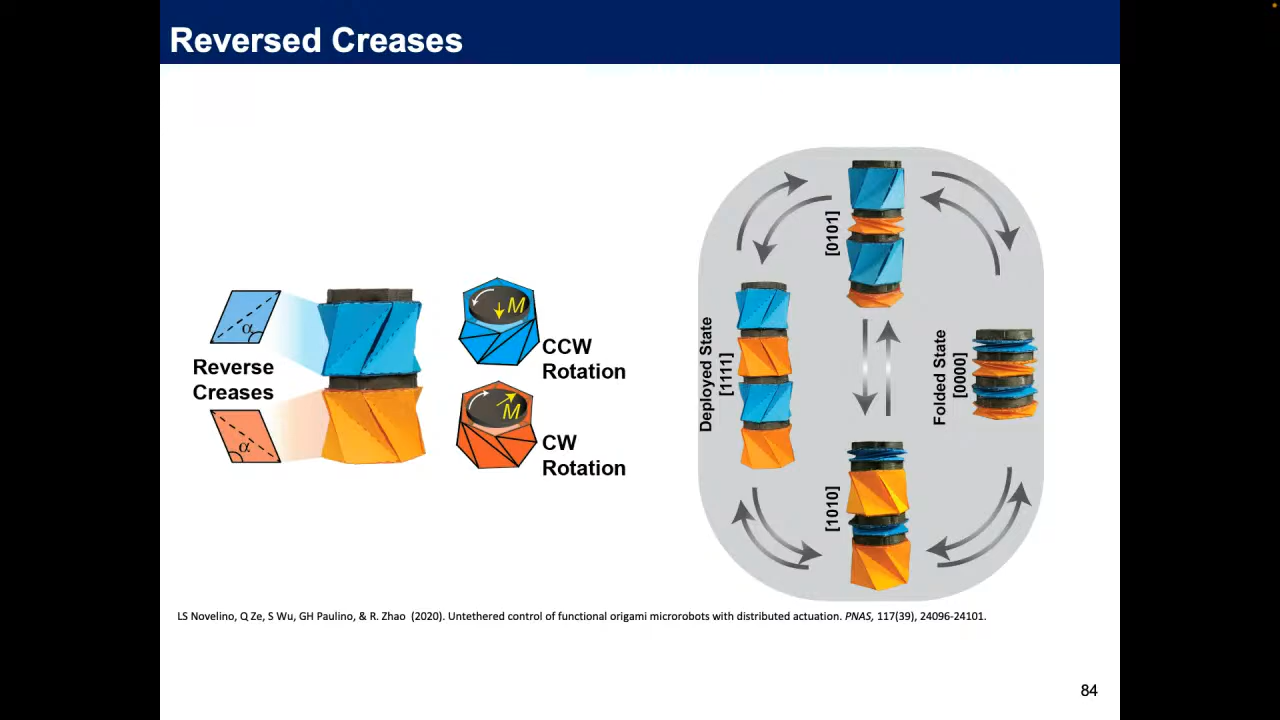 Reversed Creases
α
Reverse
Creases
α
M
CCW
Rotation
M
CW
Rotation
Deployed State
[1111]
[0101]
[1010]
Folded State
[0000]
LS Novelino, Q Ze, S Wu, GH Paulino, & R. Zhao (2020). Untethered control of functional origami microrobots with distributed actuation. PNAS, 117(39), 24096-24101.
84